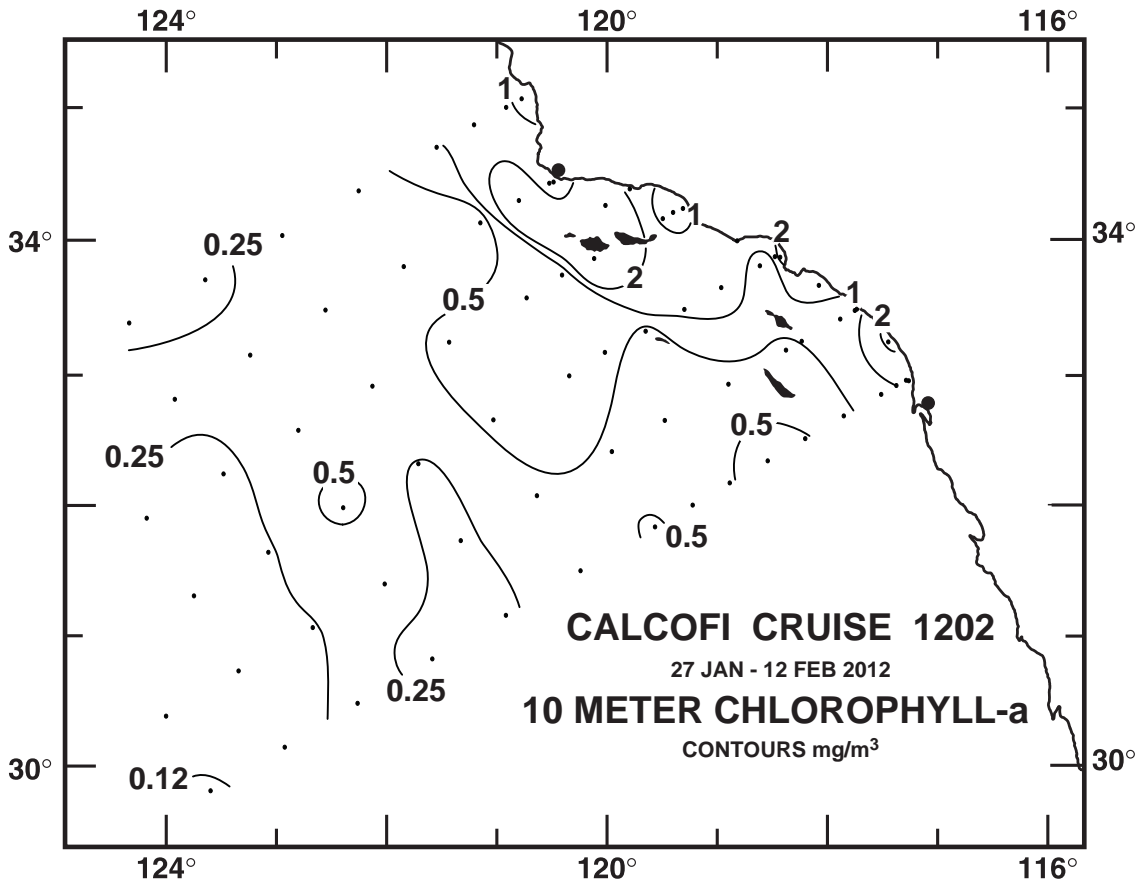 124° 120° 116°
1
34° 0.25 1 2 34°
2
0.5 1
2
0.5
0.25
0.5
0.5
CALCOFI CRUISE 1202
27 JAN - 12 FEB 2012
0.25
10 METER CHLOROPHYLL-a
CONTOURS mg/m³
30° 30°
0.12
124° 120° 116°